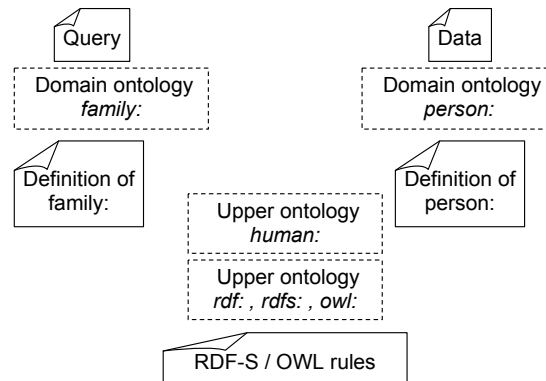 Query
Data
Domain ontology
family:
Domain ontology
person:
Definition of
family:
Definition of
person:
Upper ontology
human:
Upper ontology
rdf: , rdfs: , owl:
RDF-S / OWL rules